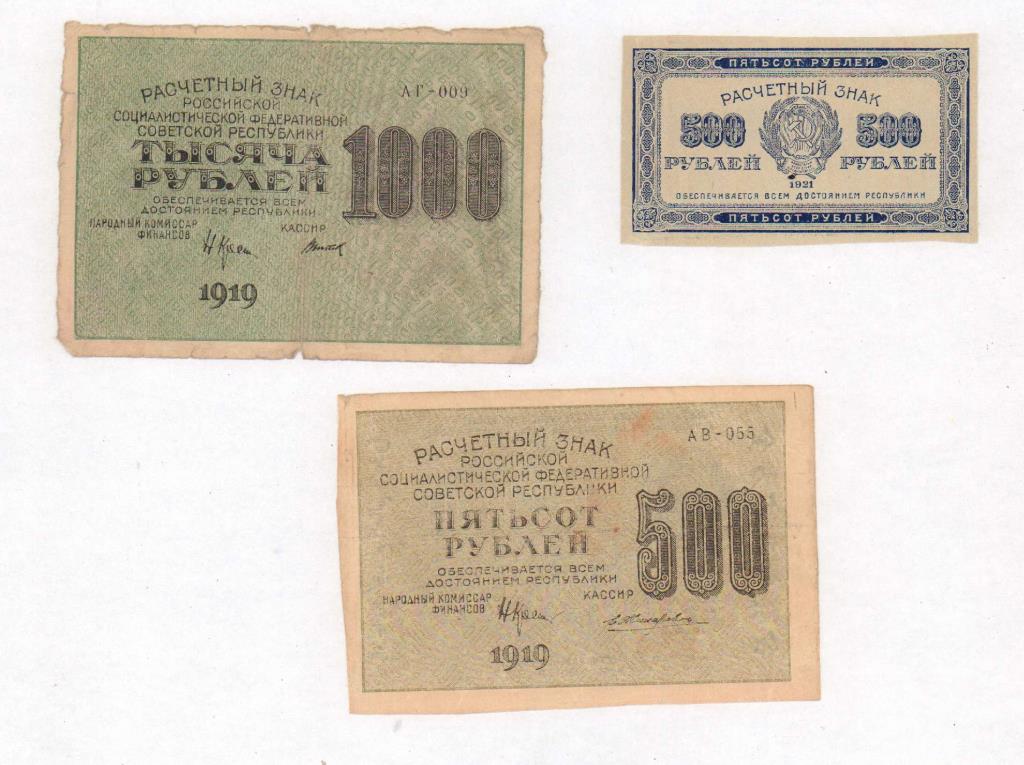 РАСЧЕТНЫЙ ЗНАК
РОССИЙСКОЙ
СОЦИАЛИСТИЧЕСКОЙ ФЕДЕРАТИВНОЙ
СОВЕТСКОЙ РЕСПУБЛИКИ
ТЫСЯЧА
РУБЛЕЙ
ОБЕСПЕЧИВАЕТСЯ ВСЕМ
ДОСТОЯНИЕМ РЕСПУБЛИКИ
НАРОДНЫЙ КОМИССАР
ФИНАНСОВ
КАССИР
АГ-009
1000
1919
ПЯТЬСОТ РУБЛЕЙ
РАСЧЕТНЫЙ ЗНАК
500 500
РУБЛЕЙ РУБЛЕЙ
1921
ОБЕСПЕЧИВАЕТСЯ ВСЕМ ДОСТОЯНИЕМ РЕСПУБЛИКИ
ПЯТЬСОТ РУБЛЕЙ
РАСЧЕТНЫЙ ЗНАК
РОССИЙСКОЙ
СОЦИАЛИСТИЧЕСКОЙ ФЕДЕРАТИВНОЙ
СОВЕТСКОЙ РЕСПУБЛИКИ
ПЯТЬСОТ
РУБЛЕЙ
ОБЕСПЕЧИВАЕТСЯ ВСЕМ
ДОСТОЯНИЕМ РЕСПУБЛИКИ
НАРОДНЫЙ КОМИССАР
ФИНАНСОВ
КАССИР
АВ-055
500
1919